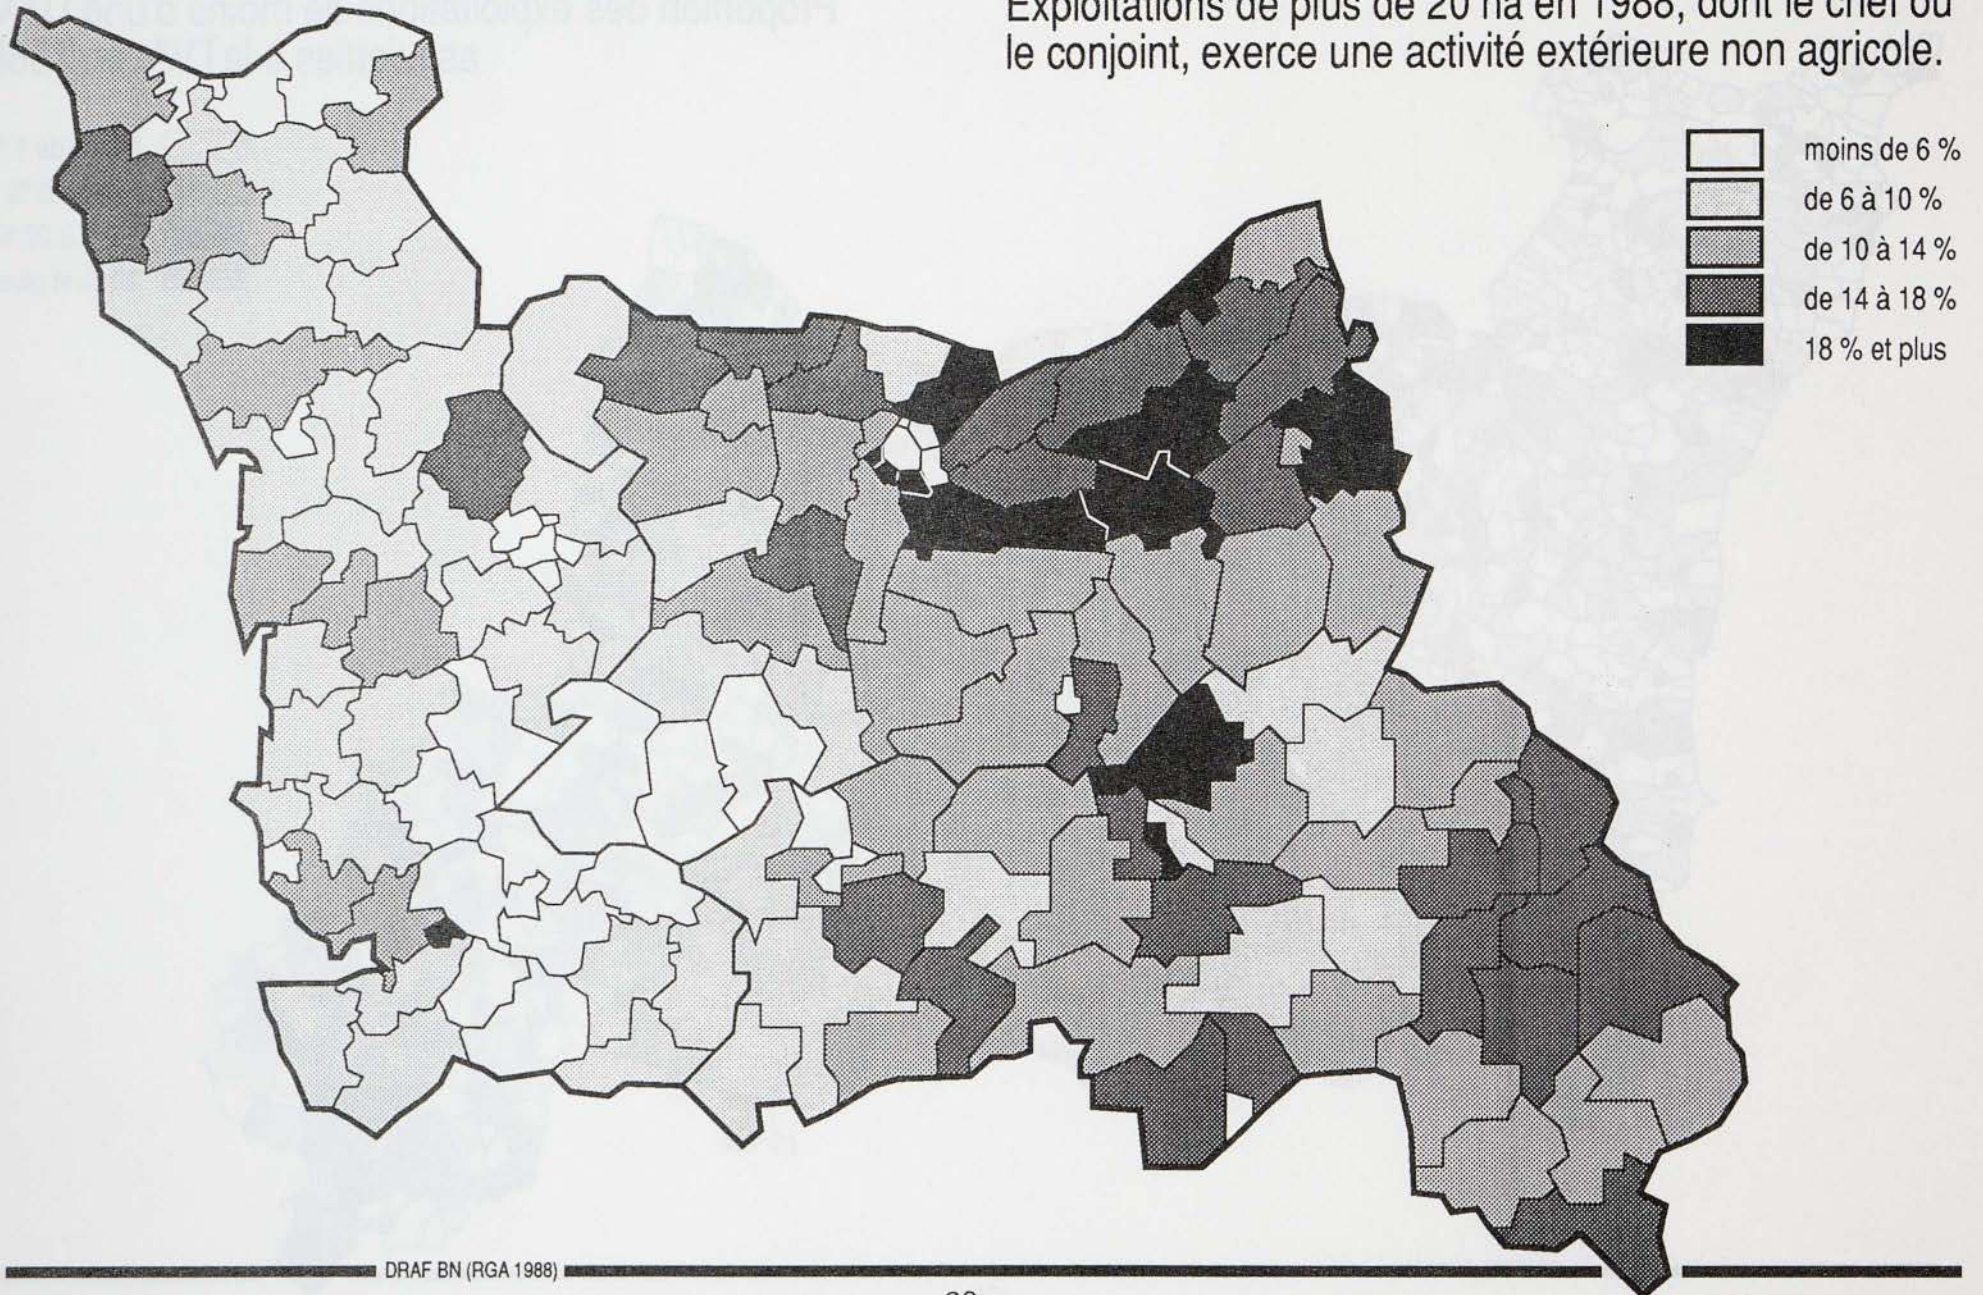 Exploitations de plus de 20 ha en 1988, dont le chef ou
le conjoint, exerce une activité extérieure non agricole.
moins de 6 %
de 6 à 10 %
de 10 à 14 %
de 14 à 18 %
18 % et plus
DRAF BN (RGA 1988)